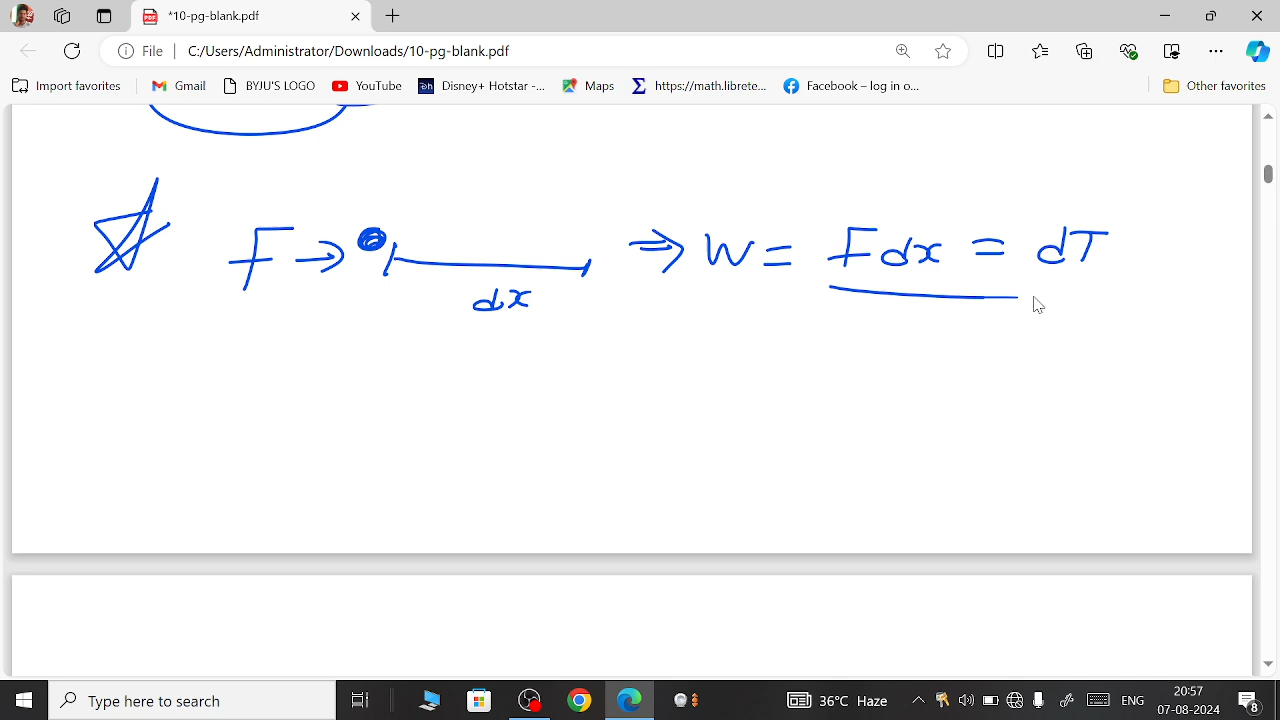 *10-pg-blank.pdf
File | C:/Users/Administrator/Downloads/10-pg-blank.pdf
Import favorites Gmail BYJU'S LOGO YouTube Disney+ Hotstar -... Maps https://math.librete... Facebook – log in o... Other favorites
F → dx ⇒ W = Fdx = dT
Type here to search
36°C Haze
ENG
20:57
07-08-2024
8